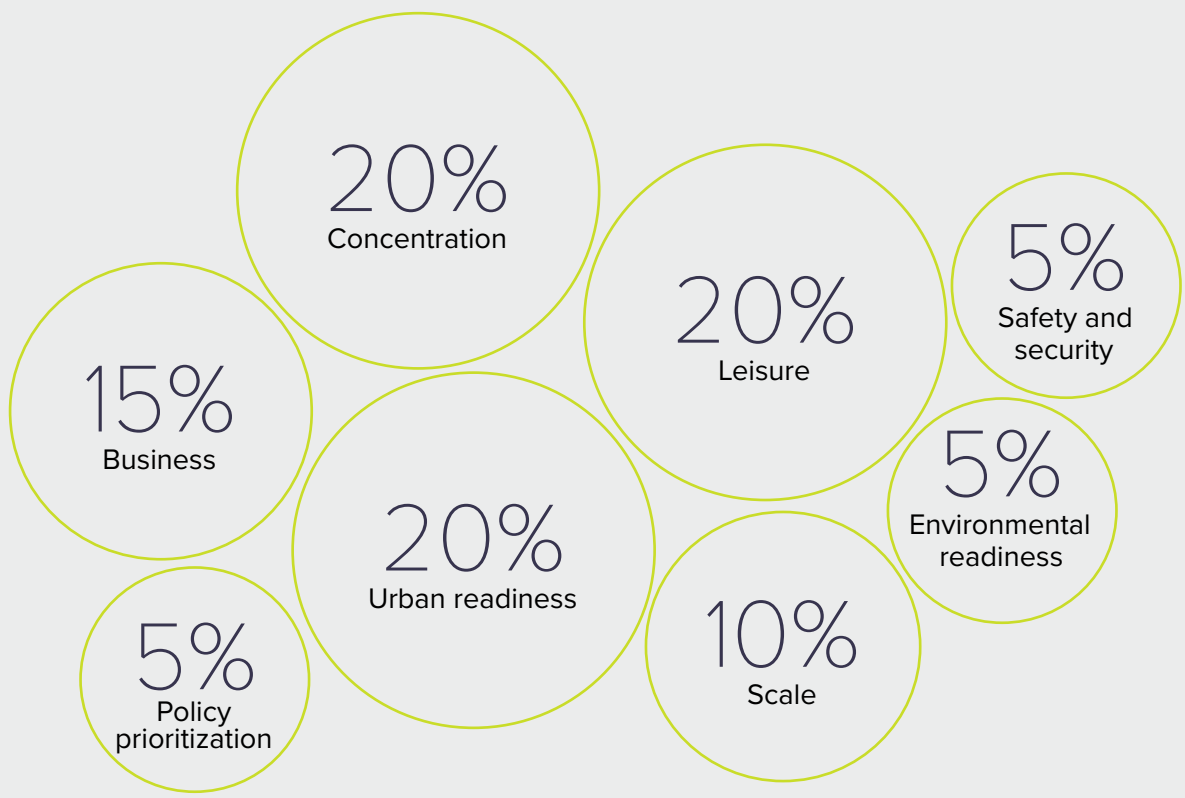 20%
Concentration
20%
Leisure
5%
Safety and
security
15%
Business
20%
Urban readiness
5%
Environmental
readiness
5%
Policy
prioritization
10%
Scale